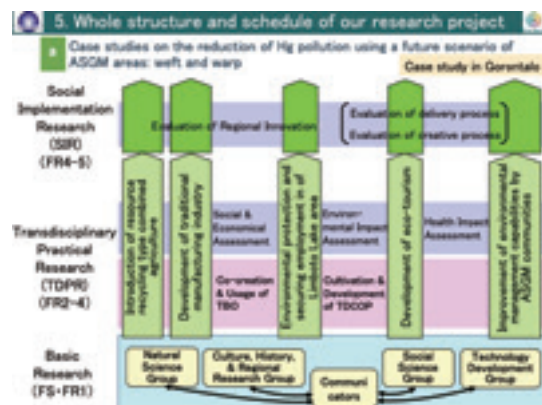 5. Whole structure and schedule of our research project
Case studies on the reduction of Hg pollution using a future scenario of
ASGM areas: weft and warp
Case study in Gorontalo
Social
Implementation
Research
(SIR)
(FR4-5)
Evaluation of Regional Innovation
Evaluation of delivery process
Evaluation of creative process
Transdisciplinary
Practical
Research
(TDPR)
(FR2-4)
Introduction of resource
recycling type combined
agriculture
Development of traditional
manufacturing industry
Social &
Economical
Assessment
Co-creation
& Usage of
TBO
Environmental protection and
securing employment in of
Limboto Lake area
Environ-
mental Impact
Assessment
Cultivation &
Development
of TDCOP
Development of eco-tourism
Health Impact
Assessment
Improvement of environmental
management capabilities by
ASGM communities
Basic
Research
(FS・FR1)
Natural
Science
Group
Culture, History,
& Regional
Research Group
Communi
cators
Social
Science
Group
Technology
Development
Group